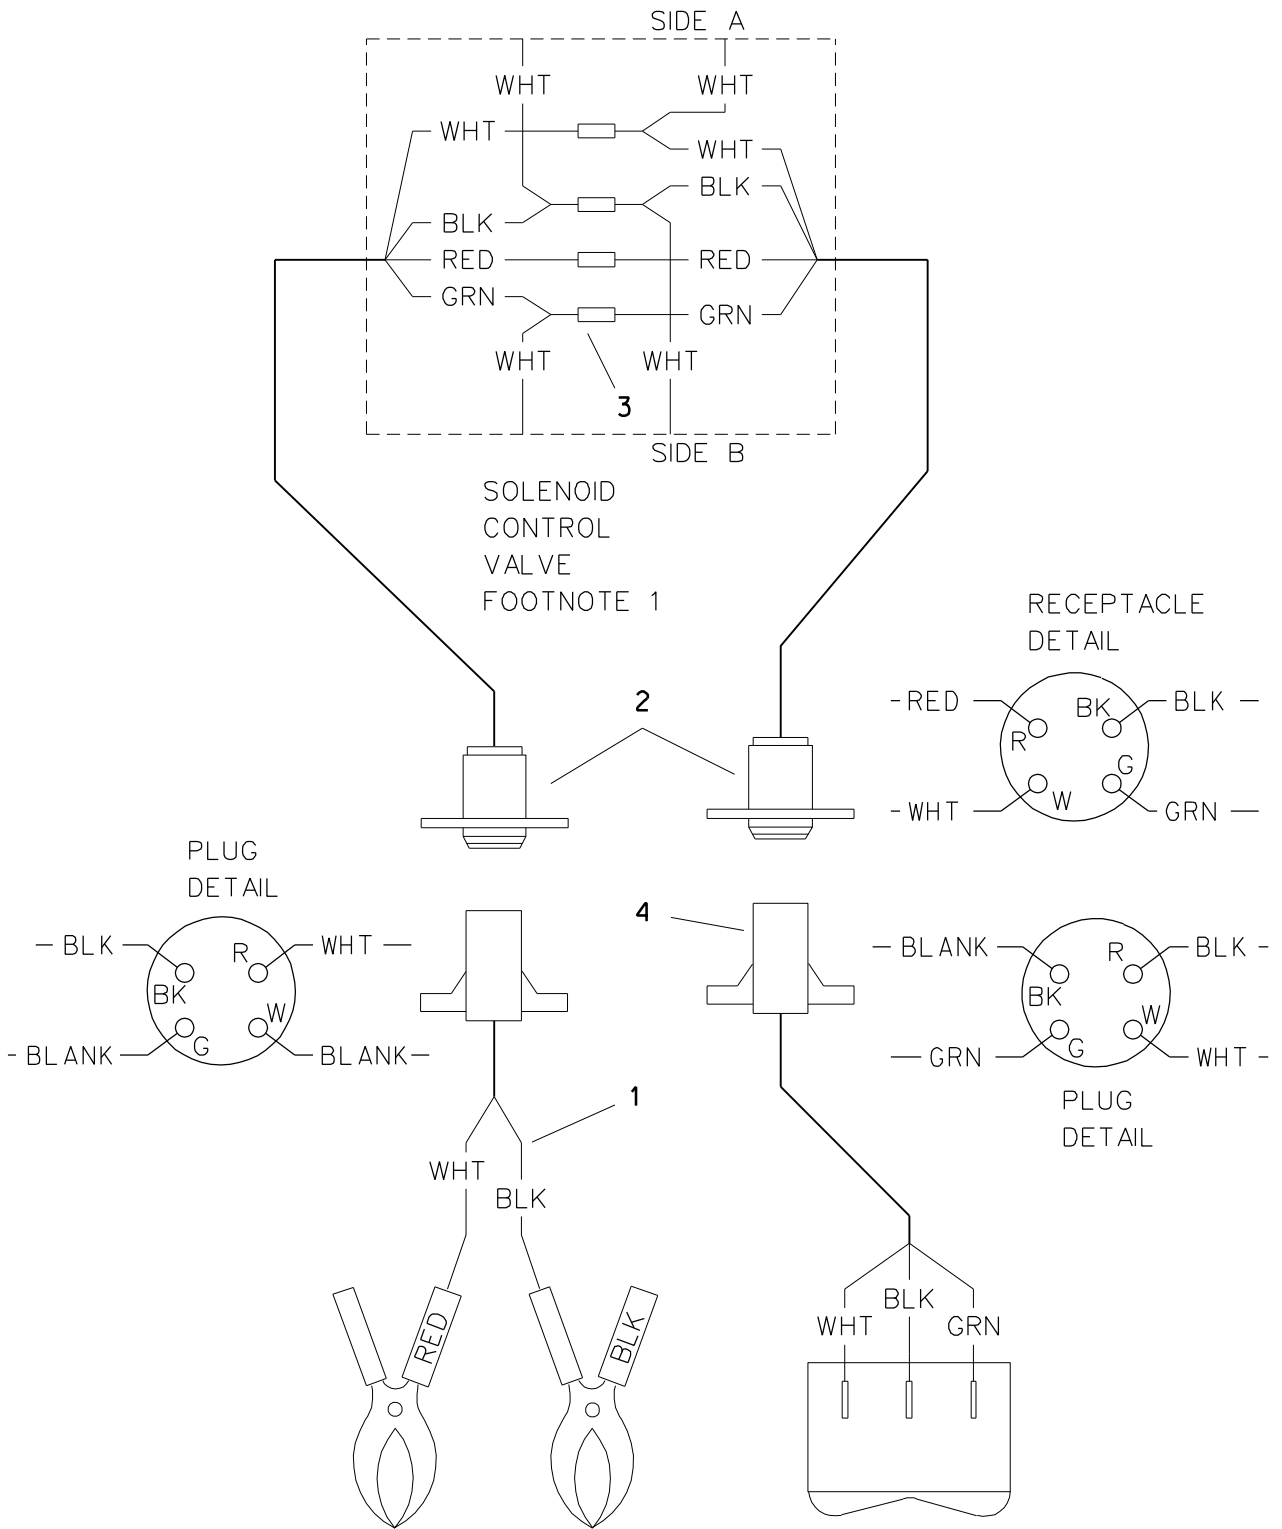 SIDE A
WHT WHT
WHT
WHT
BLK
BLK
RED RED
GRN
GRN
WHT WHT
3
SIDE B
SOLENOID
CONTROL
VALVE
FOOTNOTE 1
RECEPTACLE
DETAIL
2
RED BK BLK
R
G
WHT W GRN
PLUG
DETAIL
4
BLK R WHT
BK W
G
BLANK BLANK
BLANK R BLK
BK W
G
GRN WHT
PLUG
DETAIL
1
WHT
BLK
BLK
WHT GRN
RED BLK